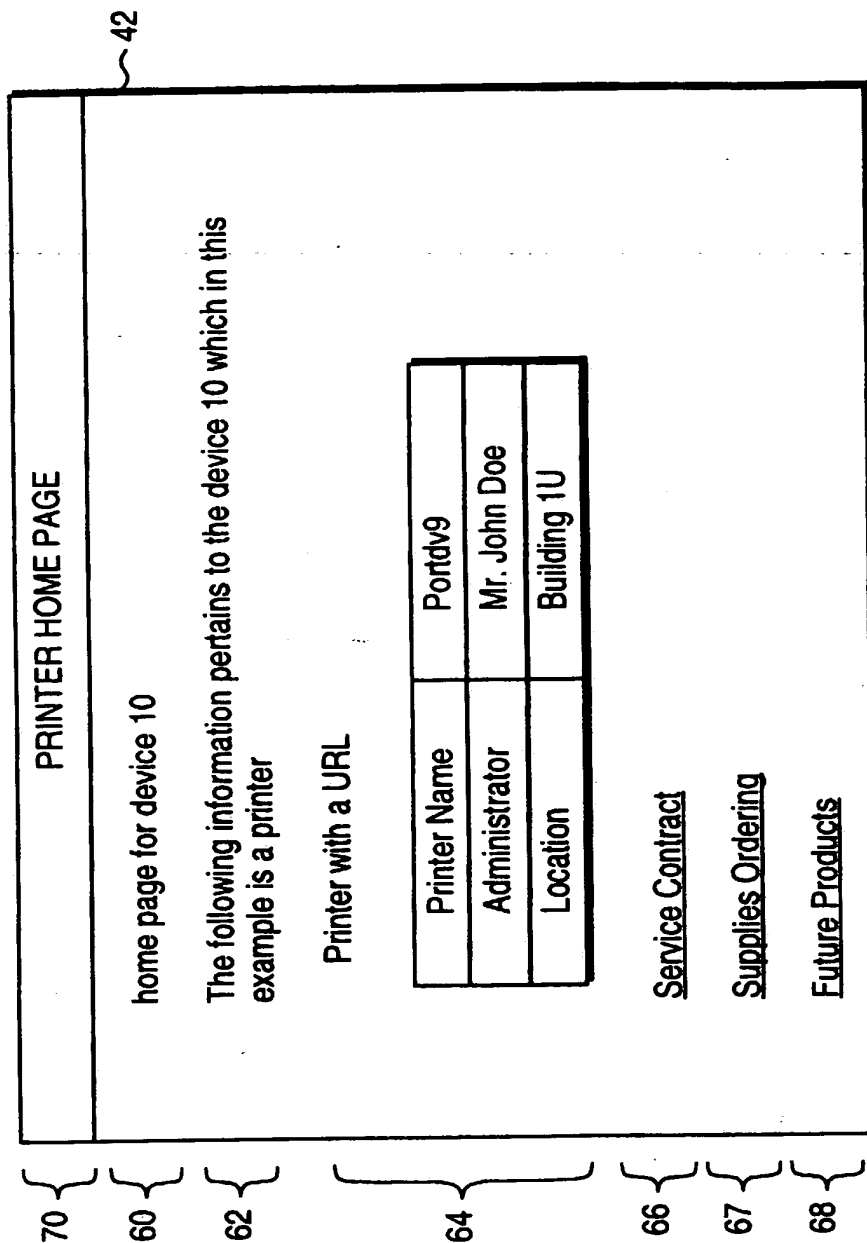 42
70 PRINTER HOME PAGE
60 home page for device 10
62 The following information pertains to the device 10 which in this
example is a printer
Printer with a URL
64
Printer Name Portdv9
Administrator Mr. John Doe
Location Building 1U
66 Service Contract
67 Supplies Ordering
68 Future Products